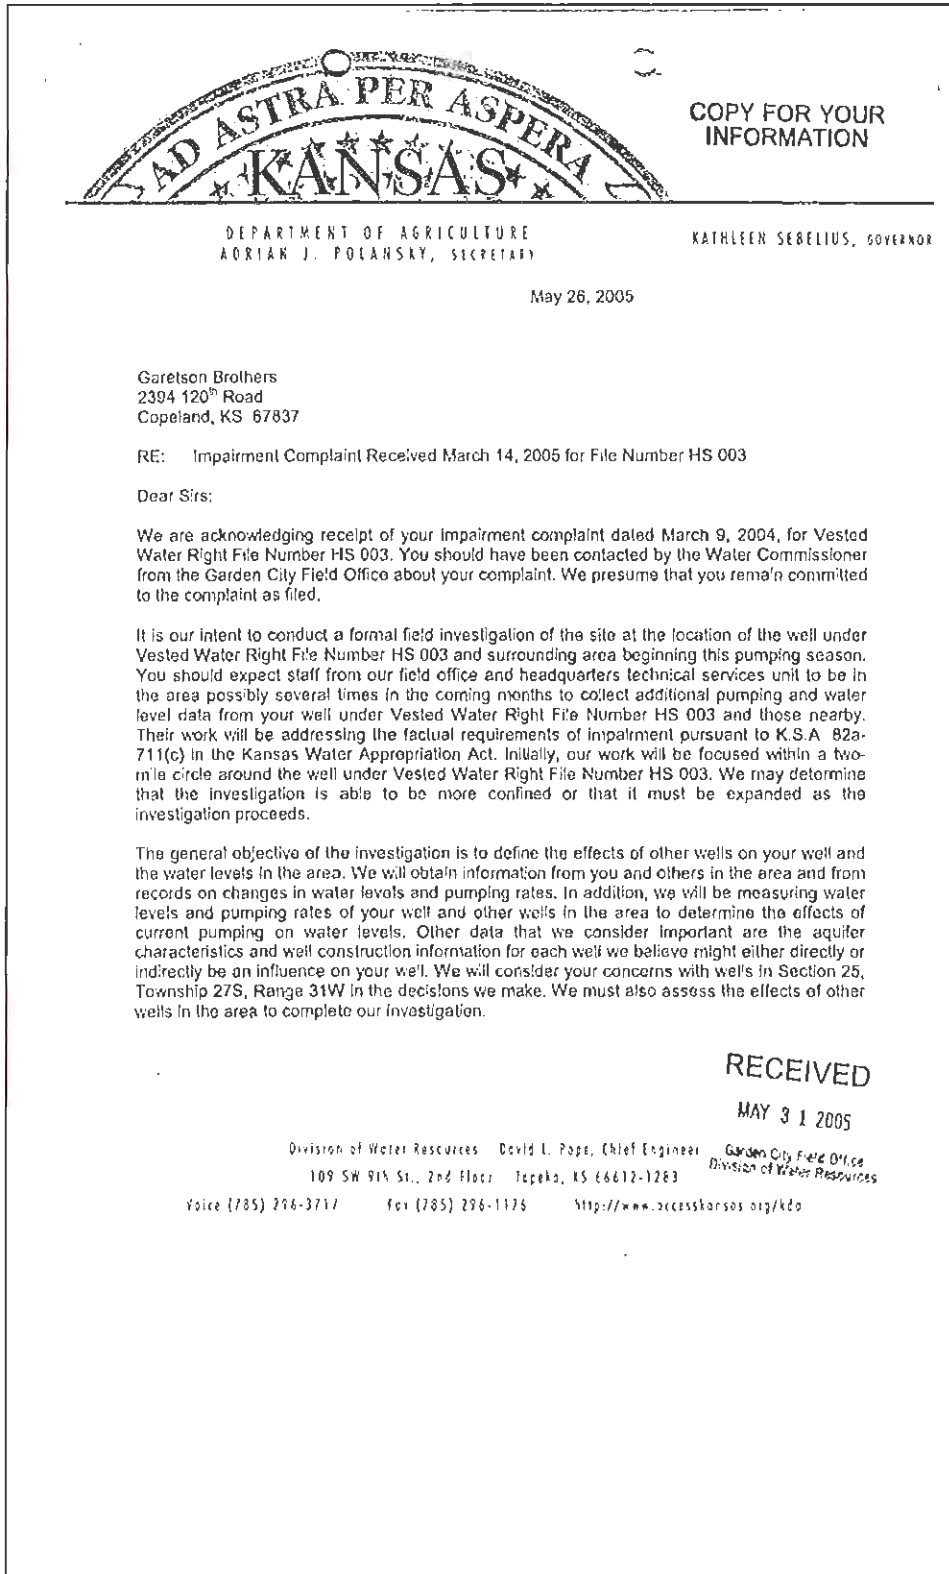 AD ASTRA PER ASPERA
KANSAS
COPY FOR YOUR
INFORMATION
DEPARTMENT OF AGRICULTURE
ADRIAN J. POLANSKY, SECRETARY
KATHLEEN SEBELIUS, GOVERNOR
May 26, 2005
Garetson Brothers
2394 120th Road
Copeland, KS 67837
RE: Impairment Complaint Received March 14, 2005 for File Number HS 003
Dear Sirs:
We are acknowledging receipt of your impairment complaint dated March 9, 2004, for Vested
Water Right File Number HS 003. You should have been contacted by the Water Commissioner
from the Garden City Field Office about your complaint. We presume that you remain committed
to the complaint as filed.
It is our intent to conduct a formal field investigation of the site at the location of the well under
Vested Water Right File Number HS 003 and surrounding area beginning this pumping season.
You should expect staff from our field office and headquarters technical services unit to be in
the area possibly several times in the coming months to collect additional pumping and water
level data from your well under Vested Water Right File Number HS 003 and those nearby.
Their work will be addressing the factual requirements of impairment pursuant to K.S.A 82a-
711(c) in the Kansas Water Appropriation Act. Initially, our work will be focused within a two-
mile circle around the well under Vested Water Right File Number HS 003. We may determine
that the investigation is able to be more confined or that it must be expanded as the
investigation proceeds.
The general objective of the investigation is to define the effects of other wells on your well and
the water levels in the area. We will obtain information from you and others in the area and from
records on changes in water levels and pumping rates. In addition, we will be measuring water
levels and pumping rates of your well and other wells in the area to determine the effects of
current pumping on water levels. Other data that we consider important are the aquifer
characteristics and well construction information for each well we believe might either directly or
indirectly be an influence on your well. We will consider your concerns with wells in Section 25,
Township 27S, Range 31W in the decisions we make. We must also assess the effects of other
wells in the area to complete our investigation.
RECEIVED
MAY 31 2005
Garden City Field Office
Division of Water Resources
Division of Water Resources David L. Pope, Chief Engineer
109 SW 9th St., 2nd Floor Topeka, KS 66612-1283
Voice (785) 296-3717 Fax (785) 296-1176 http://www.accesskansas.org/kda